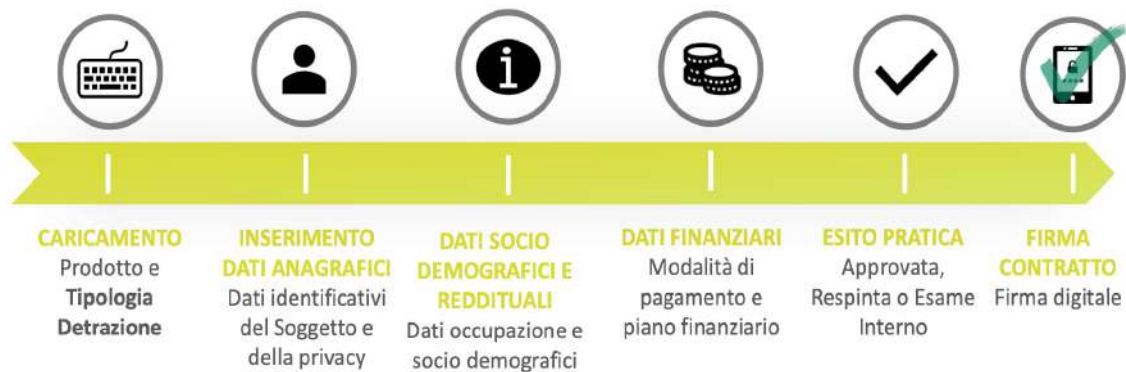 CARICAMENTO
Prodotto e
Tipologia
Detrazione
INSERIMENTO
DATI ANAGRAFICI
Dati identificativi
del Soggetto e
della privacy
DATI SOCIO
DEMOGRAFICI E
REDDITUALI
Dati occupazione e
socio demografici
DATI FINANZIARI
Modalità di
pagamento e
piano finanziario
ESITO PRATICA
Approvata,
Respinta o Esame
Interno
FIRMA
CONTRATTO
Firma digitale